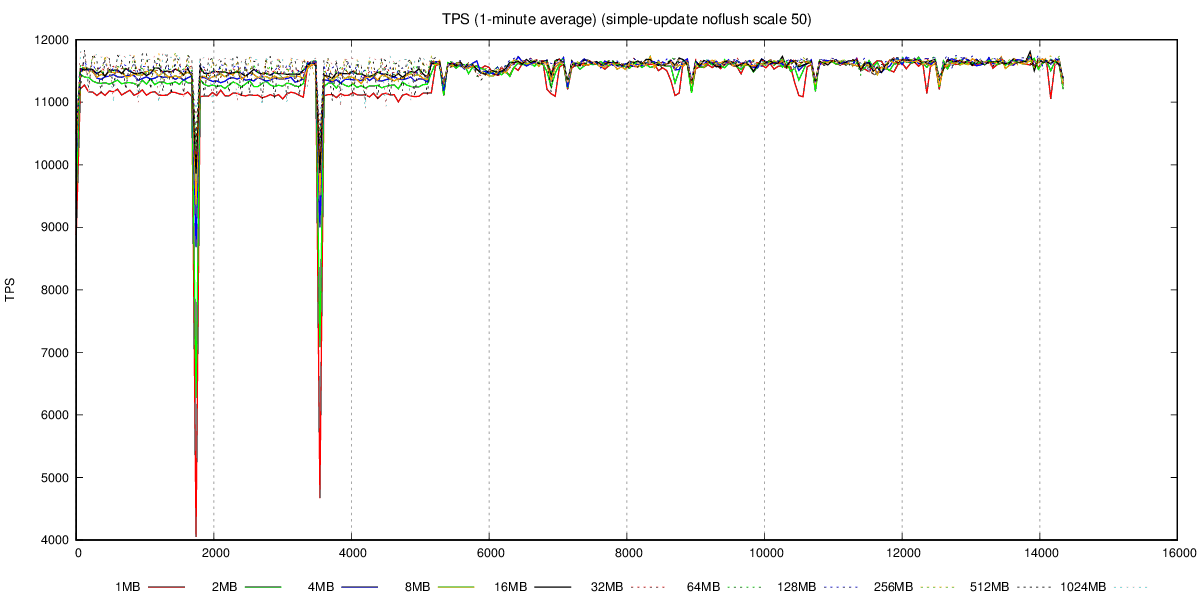 TPS (1-minute average) (simple-update noflush scale 50)
12000
11000
10000
9000
8000
7000
6000
5000
4000
TPS
0 2000 4000 6000 8000 10000 12000 14000 16000
1MB 2MB 4MB 8MB 16MB 32MB 64MB 128MB 256MB 512MB 1024MB